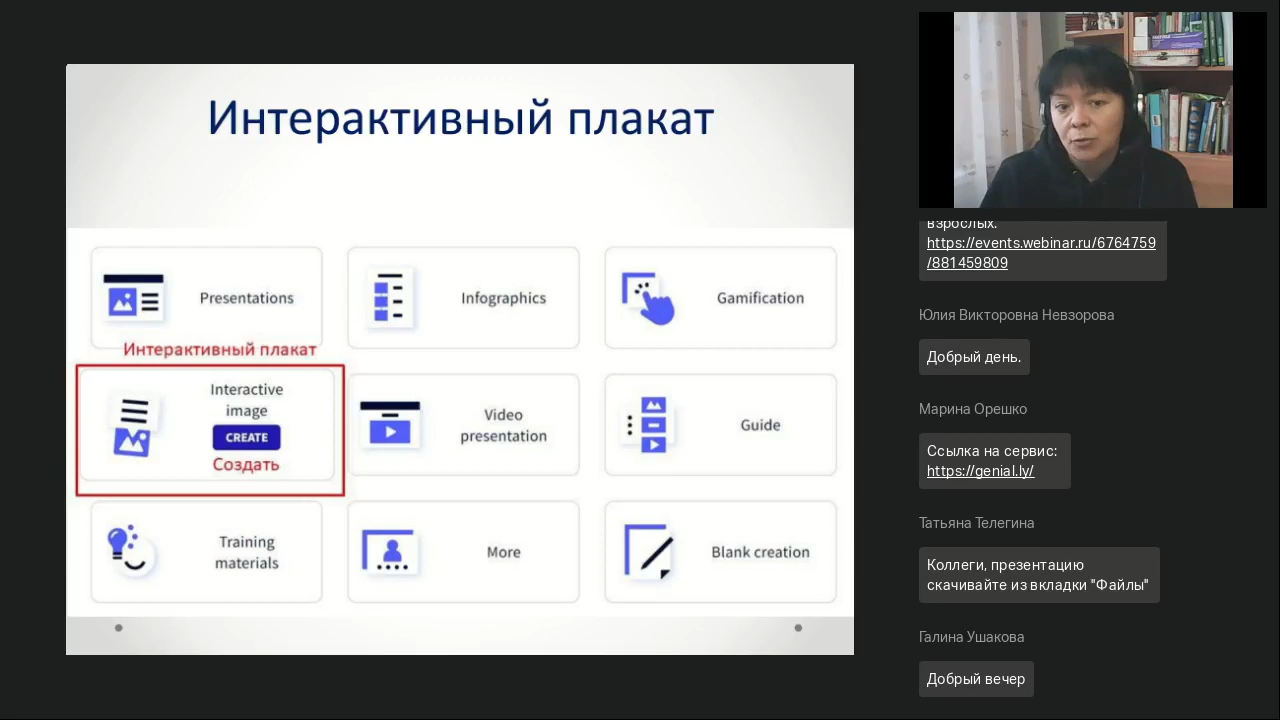 Интерактивный плакат
Presentations
Infographics
Gamification
Интерактивный плакат
Interactive
image
CREATE
Создать
Video
presentation
Guide
Training
materials
More
Blank creation
взрослых.
https://events.webinar.ru/6764759
/881459809
Юлия Викторовна Невзорова
Добрый день.
Марина Орешко
Ссылка на сервис:
https://genial.ly/
Татьяна Телегина
Коллеги, презентацию
скачивайте из вкладки "Файлы"
Галина Ушакова
Добрый вечер